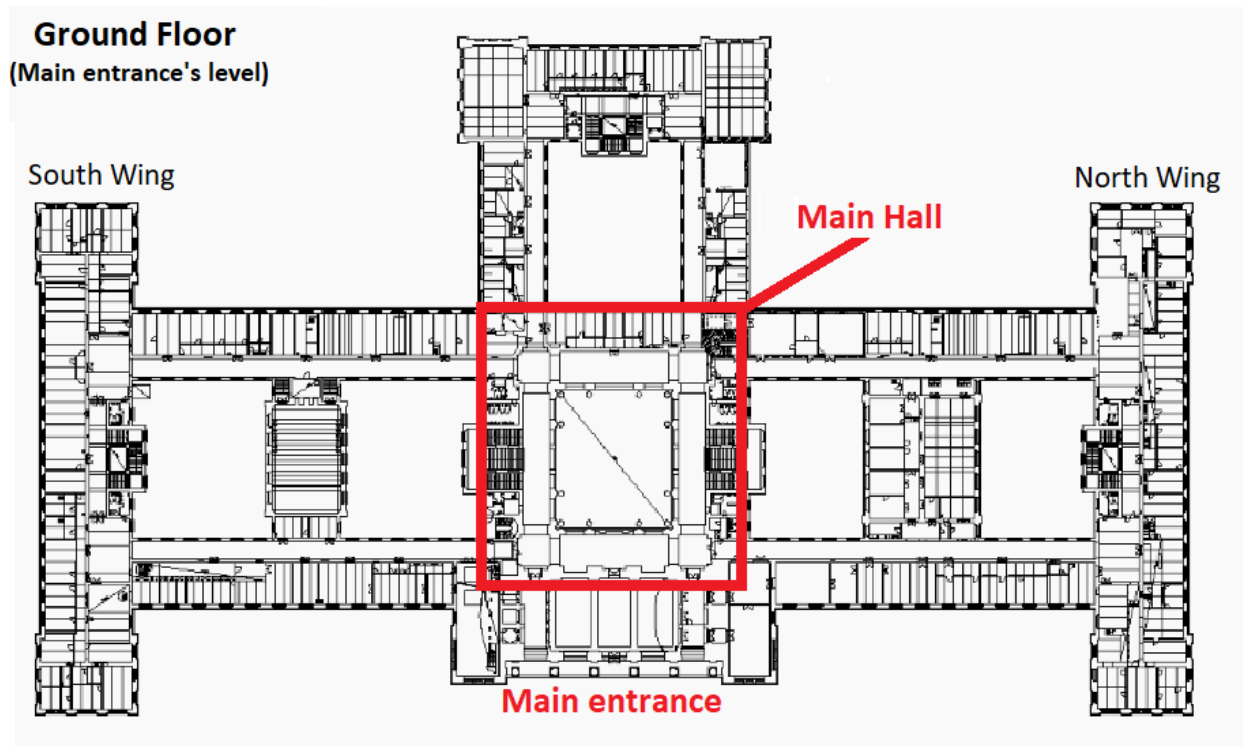 Ground Floor
(Main entrance's level)
South Wing
North Wing
Main Hall
Main entrance